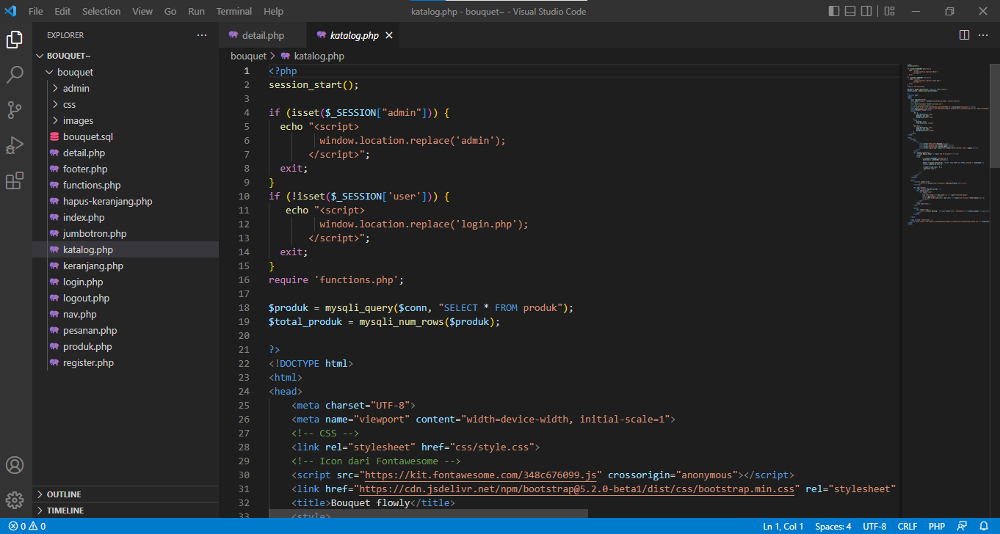 File Edit Selection View Go Run Terminal Help
katalog.php - bouquet~ - Visual Studio Code
EXPLORER
BOUQUET~
bouquet
admin
css
images
bouquet.sql
detail.php
footer.php
functions.php
hapus-keranjang.php
index.php
jumbotron.php
katalog.php
keranjang.php
login.php
logout.php
nav.php
pesanan.php
produk.php
register.php
OUTLINE
TIMELINE
detail.php katalog.php
bouquet > katalog.php
1 <?php
2 session_start();
3
4 if (isset($_SESSION["admin"])) {
5 echo "<script>
6 window.location.replace('admin');
7 </script>";
8 exit;
9 }
10 if (!isset($_SESSION['user'])) {
11 echo "<script>
12 window.location.replace('login.php');
13 </script>";
14 exit;
15 }
16 require 'functions.php';
17
18 $produk = mysqli_query($conn, "SELECT * FROM produk");
19 $total_produk = mysqli_num_rows($produk);
20
21 ?>
22 <!DOCTYPE html>
23 <html>
24 <head>
25 <meta charset="UTF-8">
26 <meta name="viewport" content="width=device-width, initial-scale=1">
27 <!-- CSS -->
28 <link rel="stylesheet" href="css/style.css">
29 <!-- Icon dari Fontawesome -->
30 <script src="https://kit.fontawesome.com/348c676099.js" crossorigin="anonymous"></script>
31 <link href="https://cdn.jsdelivr.net/npm/bootstrap@5.2.0-beta1/dist/css/bootstrap.min.css" rel="stylesheet"
32 <title>Bouquet flowly</title>
33 <style>
0 0 Ln 1, Col 1 Spaces: 4 UTF-8 CRLF PHP